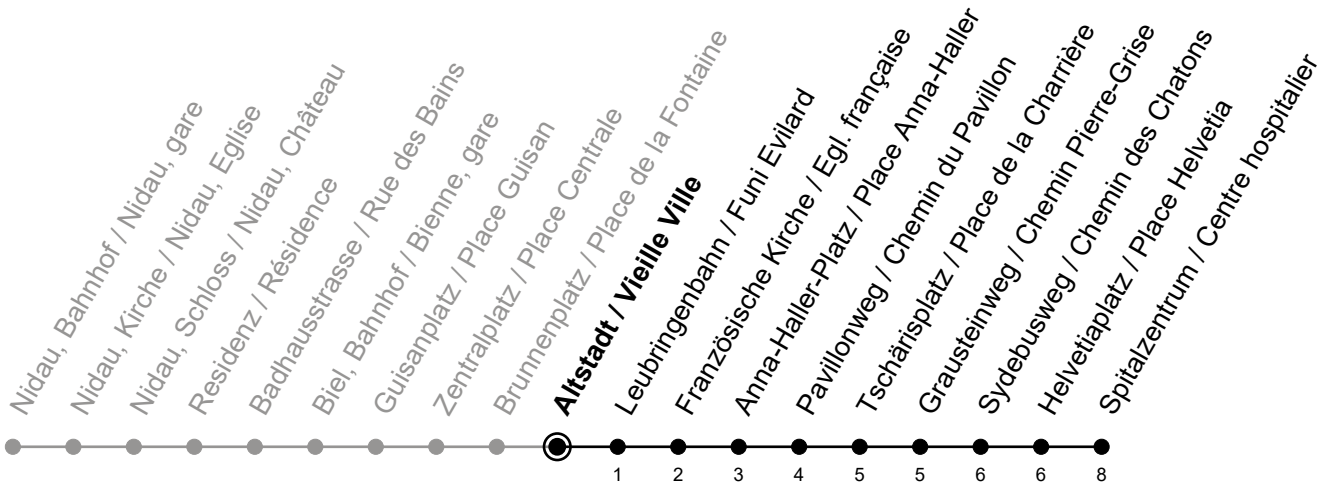 Nidau, Bahnhof / Nidau, gare
Nidau, Kirche / Nidau, Eglise
Nidau, Schloss / Nidau, Château
Residenz / Résidence
Badhausstrasse / Rue des Bains
Biel, Bahnhof / Bienne, gare
Guisanplatz / Place Guisan
Zentralplatz / Place Centrale
Brunnenplatz / Place de la Fontaine
Altstadt / Vieille Ville
Leubringenbahn / Funi Evilard
Französische Kirche / Egl. française
Anna-Haller-Platz / Place Anna-Haller
Pavillonweg / Chemin du Pavillon
Tschärisplatz / Place de la Charrière
Grausteinweg / Chemin Pierre-Grise
Sydebusweg / Chemin des Chatons
Helvetiaplatz / Place Helvetia
Spitalzentrum / Centre hospitalier
1 2 3 4 5 5 6 6 8